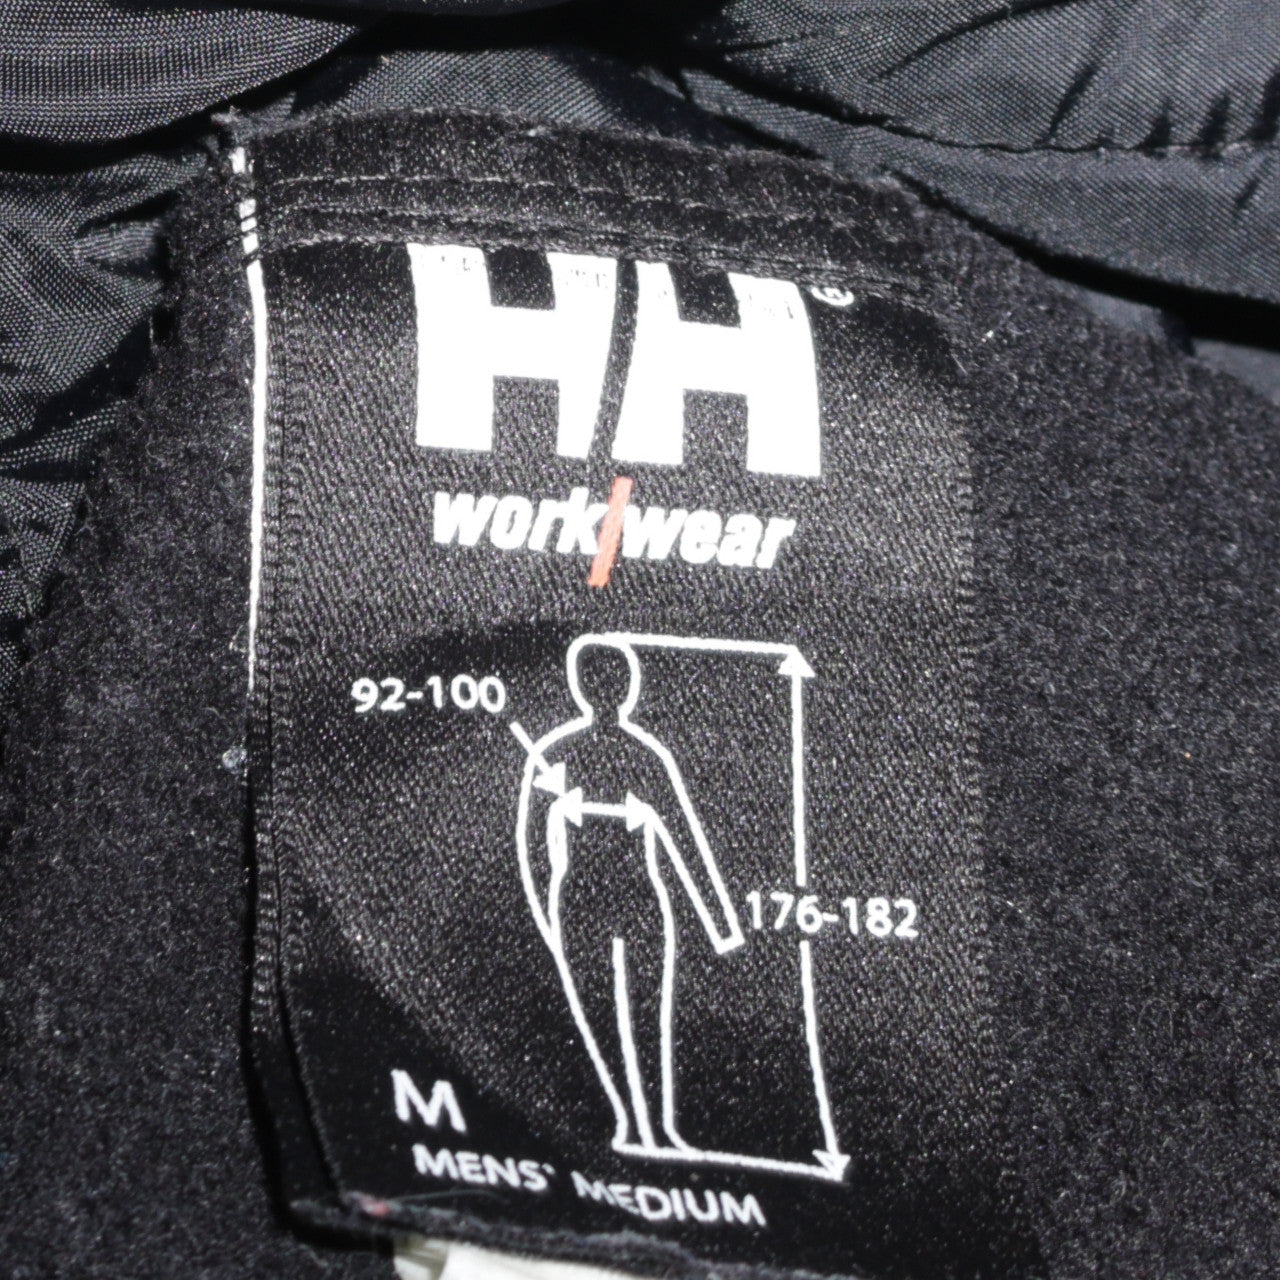 HH®
work/wear
92-100
176-182
M
MENS' MEDIUM